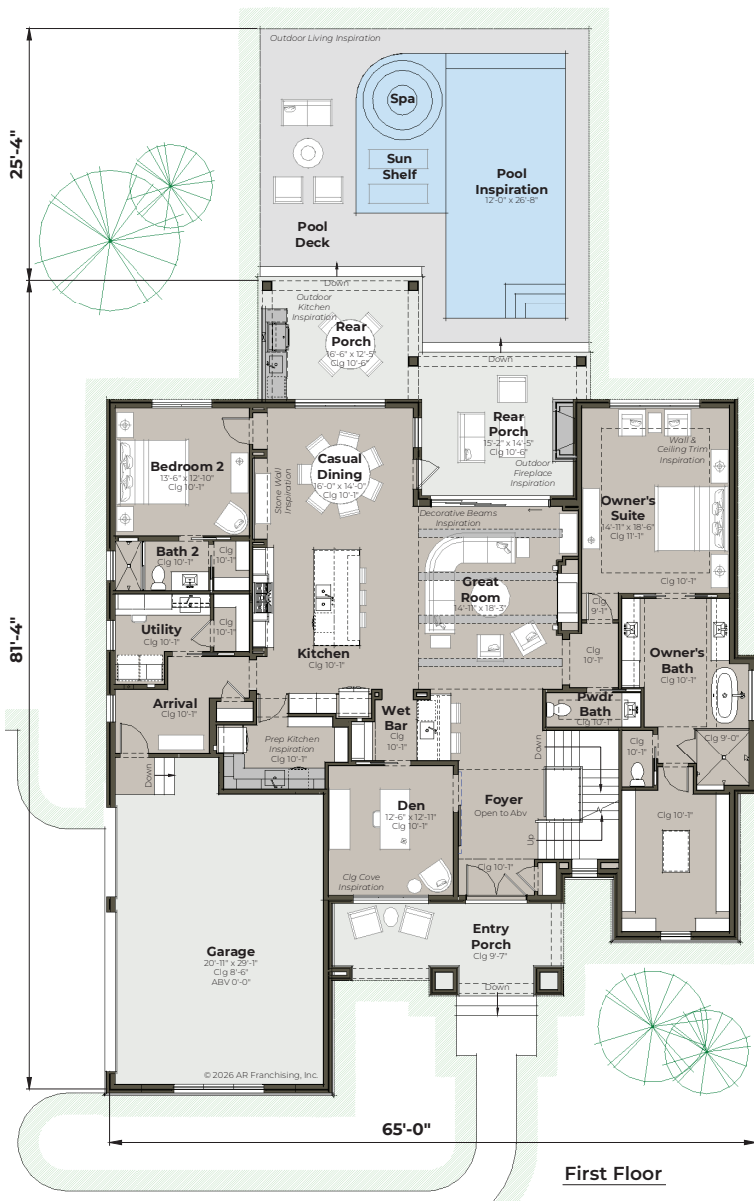 Outdoor Living Inspiration
25'-4"
Spa
Sun
Shelf
Pool
Inspiration
12'-0" x 26'-8"
Pool
Deck
Down
Outdoor
Kitchen
Inspiration
Rear
Porch
16'-6" x 12'-5"
Clg 10'-6"
Down
Rear
Porch
15'-2" x 14'-5"
Clg 10'-6"
Outdoor
Fireplace
Inspiration
Wall &
Ceiling Trim
Inspiration
Bedroom 2
13'-6" x 12'-10"
Clg 10'-1"
Stone Wall
Inspiration
Casual
Dining
16'-0" x 14'-0"
Clg 10'-1"
Decorative Beams
Inspiration
Owner's
Suite
14'-11" x 18'-6"
Clg 11'-1"
Clg 10'-1"
Bath 2
Clg 10'-1"
Clg
10'-1"
Great
Room
14'-11" x 18'-3"
Clg
9'-1"
81'-4"
Utility
Clg 10'-1"
Clg
10'-1"
Kitchen
Clg 10'-1"
Clg
10'-1"
Owner's
Bath
Clg 10'-1"
Arrival
Clg 10'-1"
Wet
Bar
Clg
10'-1"
Pwdr
Bath
Clg 10'-1"
Prep Kitchen
Inspiration
Clg 10'-1"
Down
Down
Clg
10'-1"
Clg 9'-0"
Den
12'-6" x 12'-11"
Clg 10'-1"
Foyer
Open to Abv
Up
Clg 10'-1"
Clg Cove
Inspiration
Clg 10'-1"
Entry
Porch
Clg 9'-7"
Garage
20'-11" x 29'-1"
Clg 8'-6"
ABV 0'-0"
Down
© 2026 AR Franchising, Inc.
65'-0"
First Floor